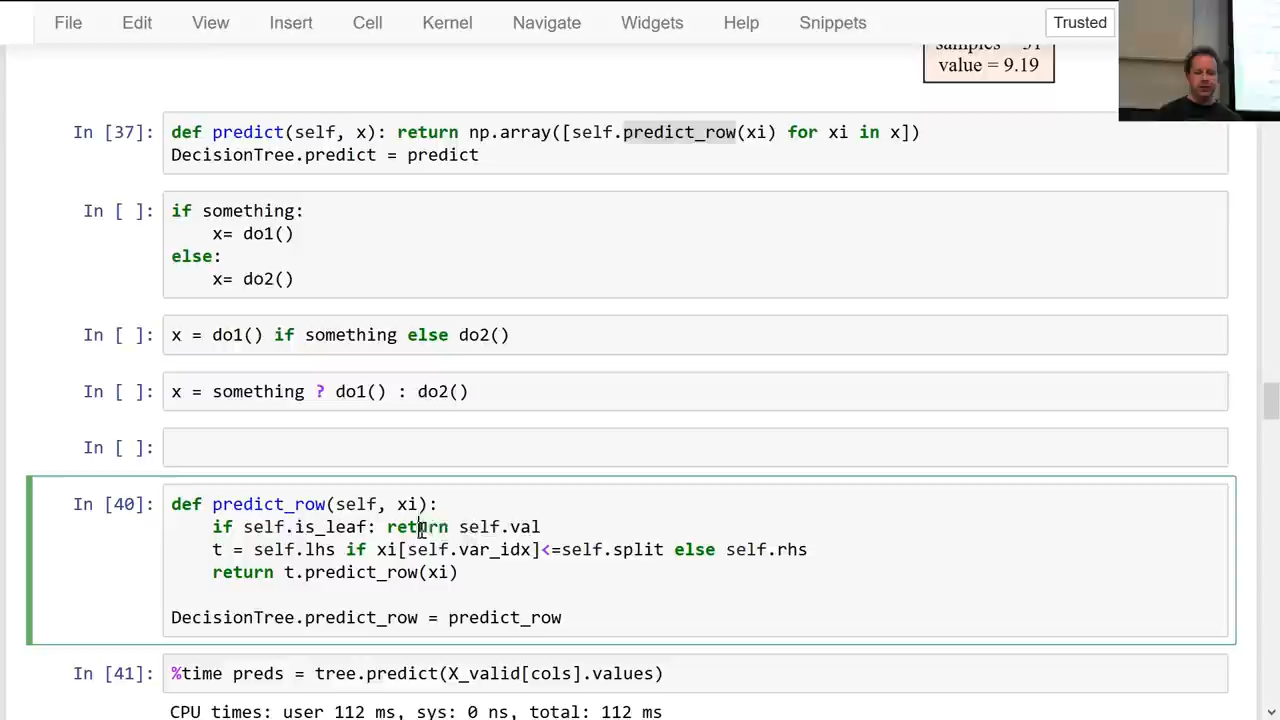 File Edit View Insert Cell Kernel Navigate Widgets Help Snippets Trusted
samples = 31
value = 9.19
In [37]: def predict(self, x): return np.array([self.predict_row(xi) for xi in x])
DecisionTree.predict = predict
In [ ]: if something:
x= do1()
else:
x= do2()
In [ ]: x = do1() if something else do2()
In [ ]: x = something ? do1() : do2()
In [ ]:
In [40]: def predict_row(self, xi):
if self.is_leaf: return self.val
t = self.lhs if xi[self.var_idx]<=self.split else self.rhs
return t.predict_row(xi)
DecisionTree.predict_row = predict_row
In [41]: %time preds = tree.predict(X_valid[cols].values)
CPU times: user 112 ms, sys: 0 ns, total: 112 ms